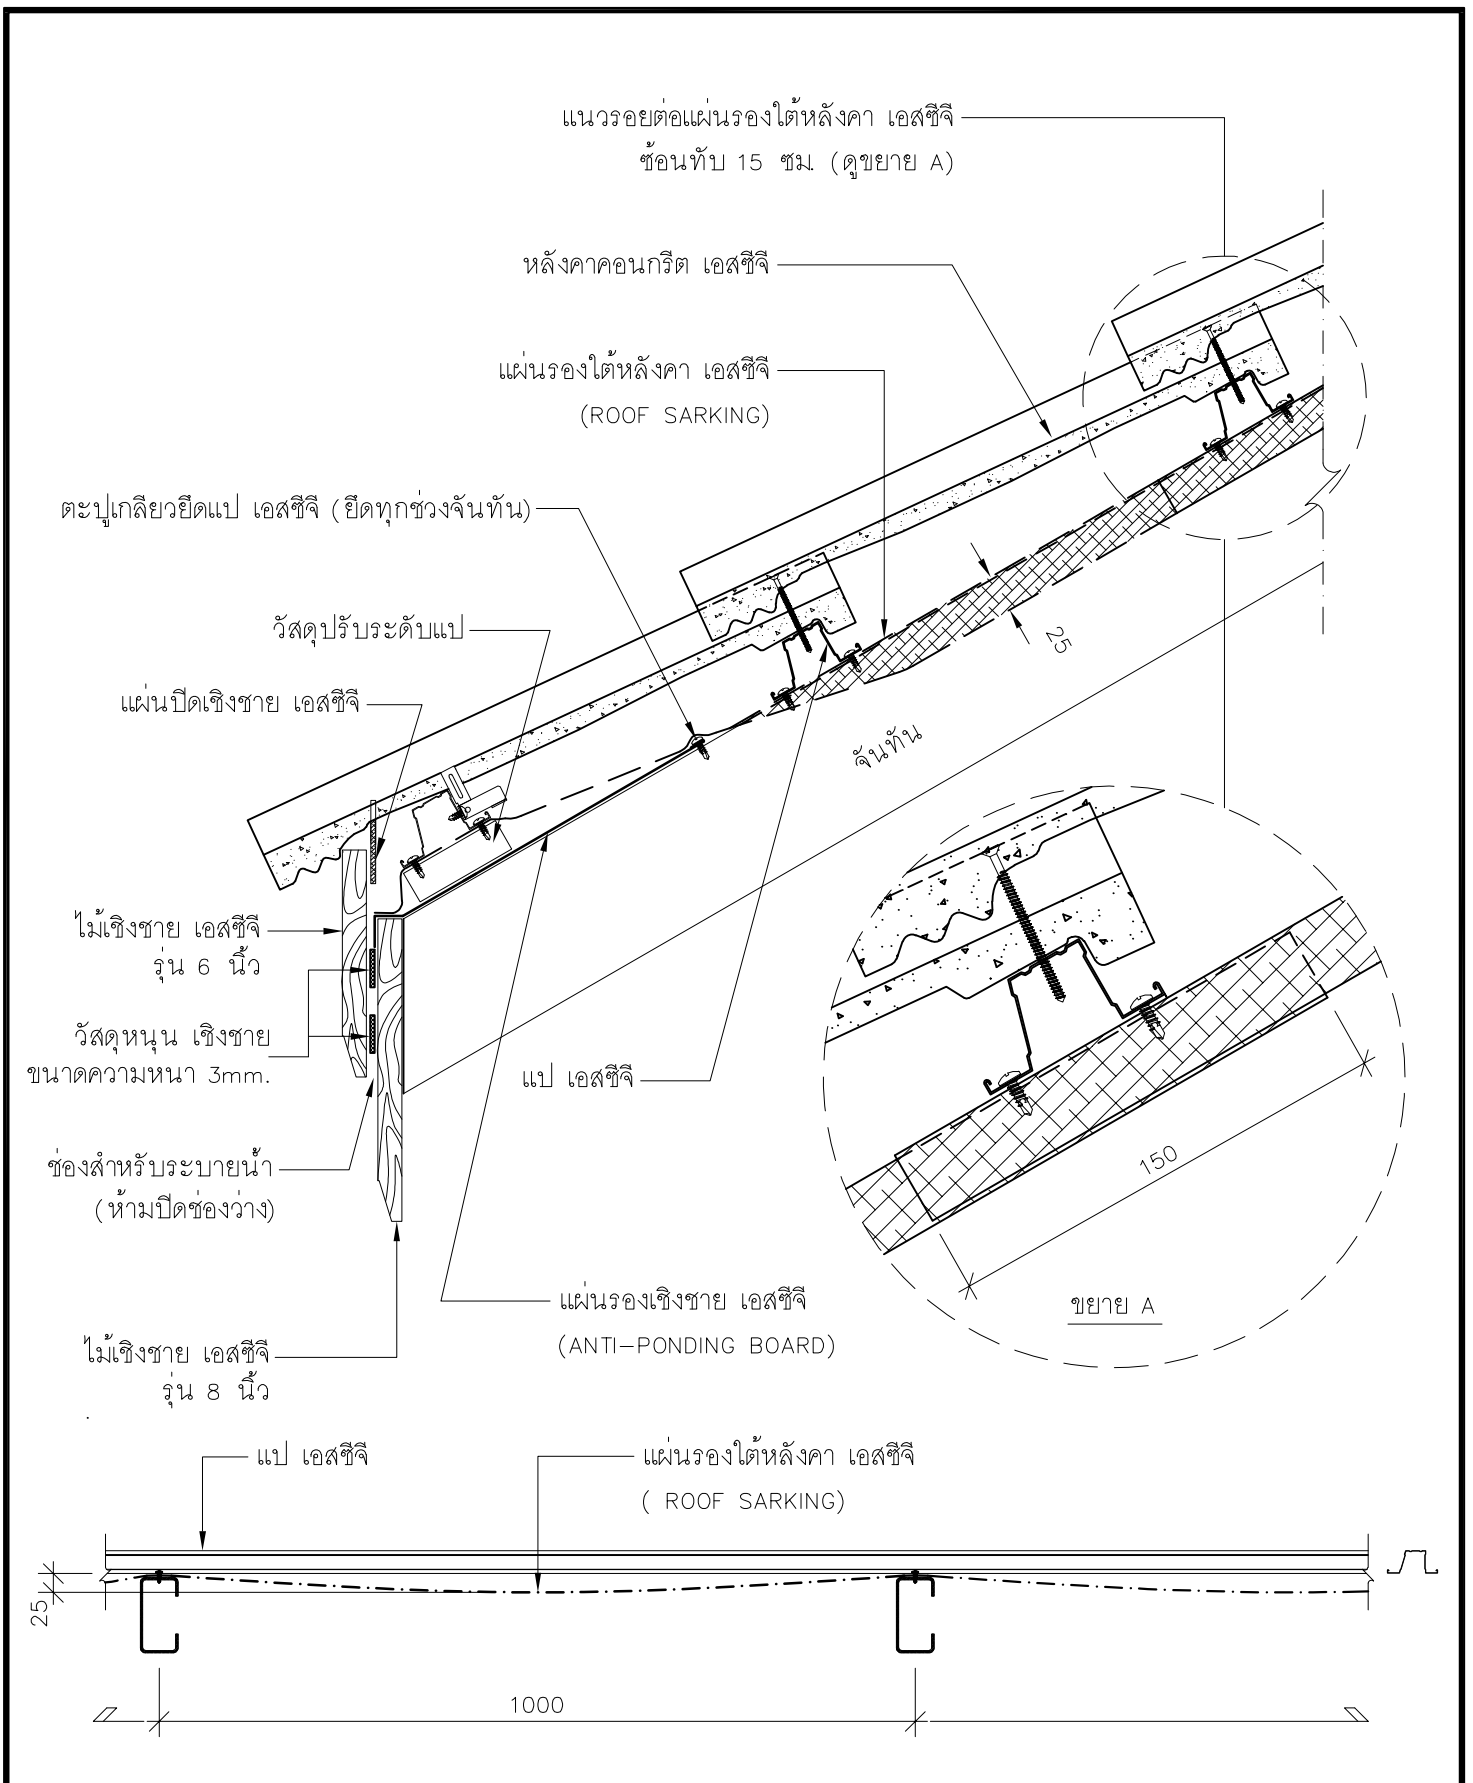 แนวรอยต่อแผ่นรองใต้หลังคา เอสซีจี
ซ้อนทับ 15 ซม. (ดูขยาย A)
หลังคาคอนกรีต เอสซีจี
แผ่นรองใต้หลังคา เอสซีจี
(ROOF SARKING)
ตะปูเกลียวยึดแป เอสซีจี (ยึดทุกช่วงจันทัน)
วัสดุปรับระดับแป
25
แผ่นปิดเชิงชาย เอสซีจี
จันทัน
ไม้เชิงชาย เอสซีจี
รุ่น 6 นิ้ว
วัสดุหนุน เชิงชาย
ขนาดความหนา 3mm.
แป เอสซีจี
150
ช่องสำหรับระบายน้ำ
(ห้ามปิดช่องว่าง)
แผ่นรองเชิงชาย เอสซีจี
(ANTI-PONDING BOARD)
ขยาย A
ไม้เชิงชาย เอสซีจี
รุ่น 8 นิ้ว
แป เอสซีจี
แผ่นรองใต้หลังคา เอสซีจี
( ROOF SARKING)
25
1000